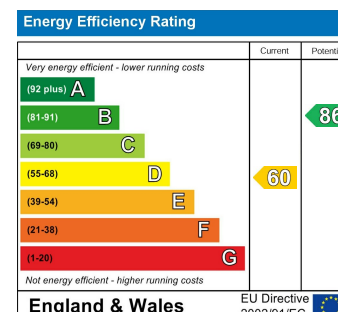 Energy Efficiency Rating
Current
Very energy efficient - lower running costs
(92 plus) A
(81-91) B
86
(69-80) C
(55-68) D
60
(39-54) E
(21-38) F
(1-20) G
Not energy efficient - higher running costs
England & Wales
EU Directive